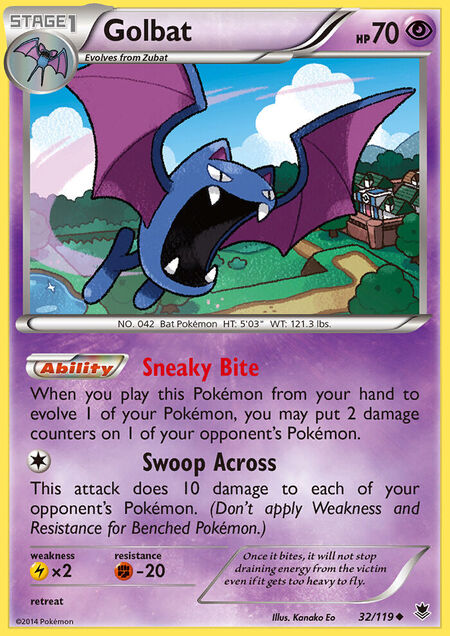 STAGE1
Golbat
HP70
Evolves from Zubat
NO. 042 Bat Pokémon HT: 5'03" WT: 121.3 lbs.
Ability Sneaky Bite
When you play this Pokémon from your hand to
evolve 1 of your Pokémon, you may put 2 damage
counters on 1 of your opponent's Pokémon.
Swoop Across
This attack does 10 damage to each of your
opponent's Pokémon. (Don't apply Weakness and
Resistance for Benched Pokémon.)
weakness resistance
×2 -20
retreat
Once it bites, it will not stop
draining energy from the victim
even if it gets too heavy to fly.
©2014 Pokémon
Illus. Kanako Eo 32/119